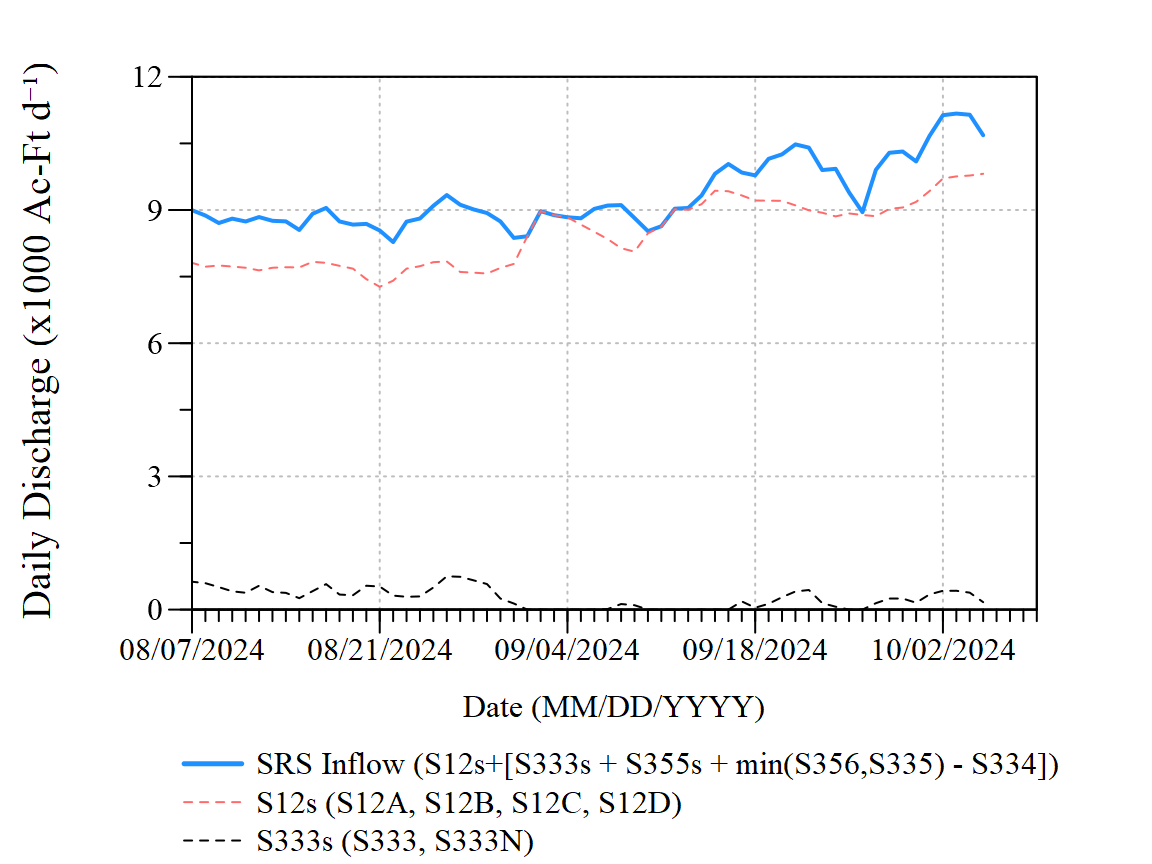 Daily Discharge (x1000 Ac-Ft d⁻¹)
12
9
6
3
0
08/07/2024 08/21/2024 09/04/2024 09/18/2024 10/02/2024
Date (MM/DD/YYYY)
SRS Inflow (S12s+[S333s + S355s + min(S356,S335) - S334])
S12s (S12A, S12B, S12C, S12D)
S333s (S333, S333N)